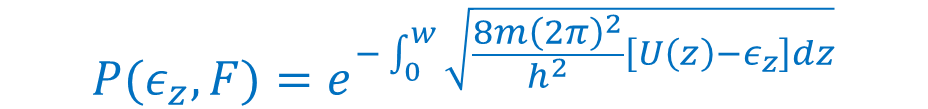 P(ϵ_z, F) = e^{-∫_0^w √(8m(2π)^2/h^2 [U(z)−ϵ_z]dz)}